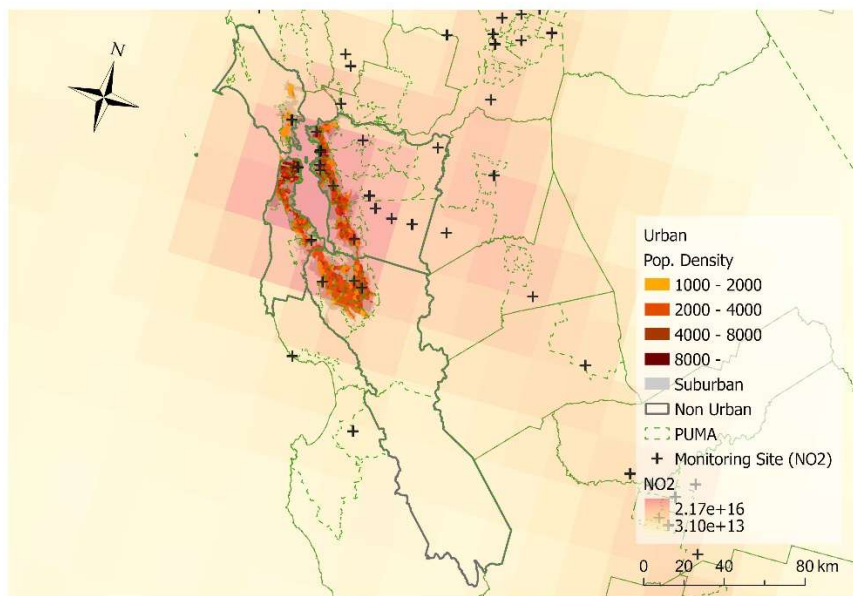 N
Urban
Pop. Density
1000 - 2000
2000 - 4000
4000 - 8000
8000 -
Suburban
Non Urban
PUMA
Monitoring Site (NO2)
NO2
2.17e+16
3.10e+13
0 20 40 80 km